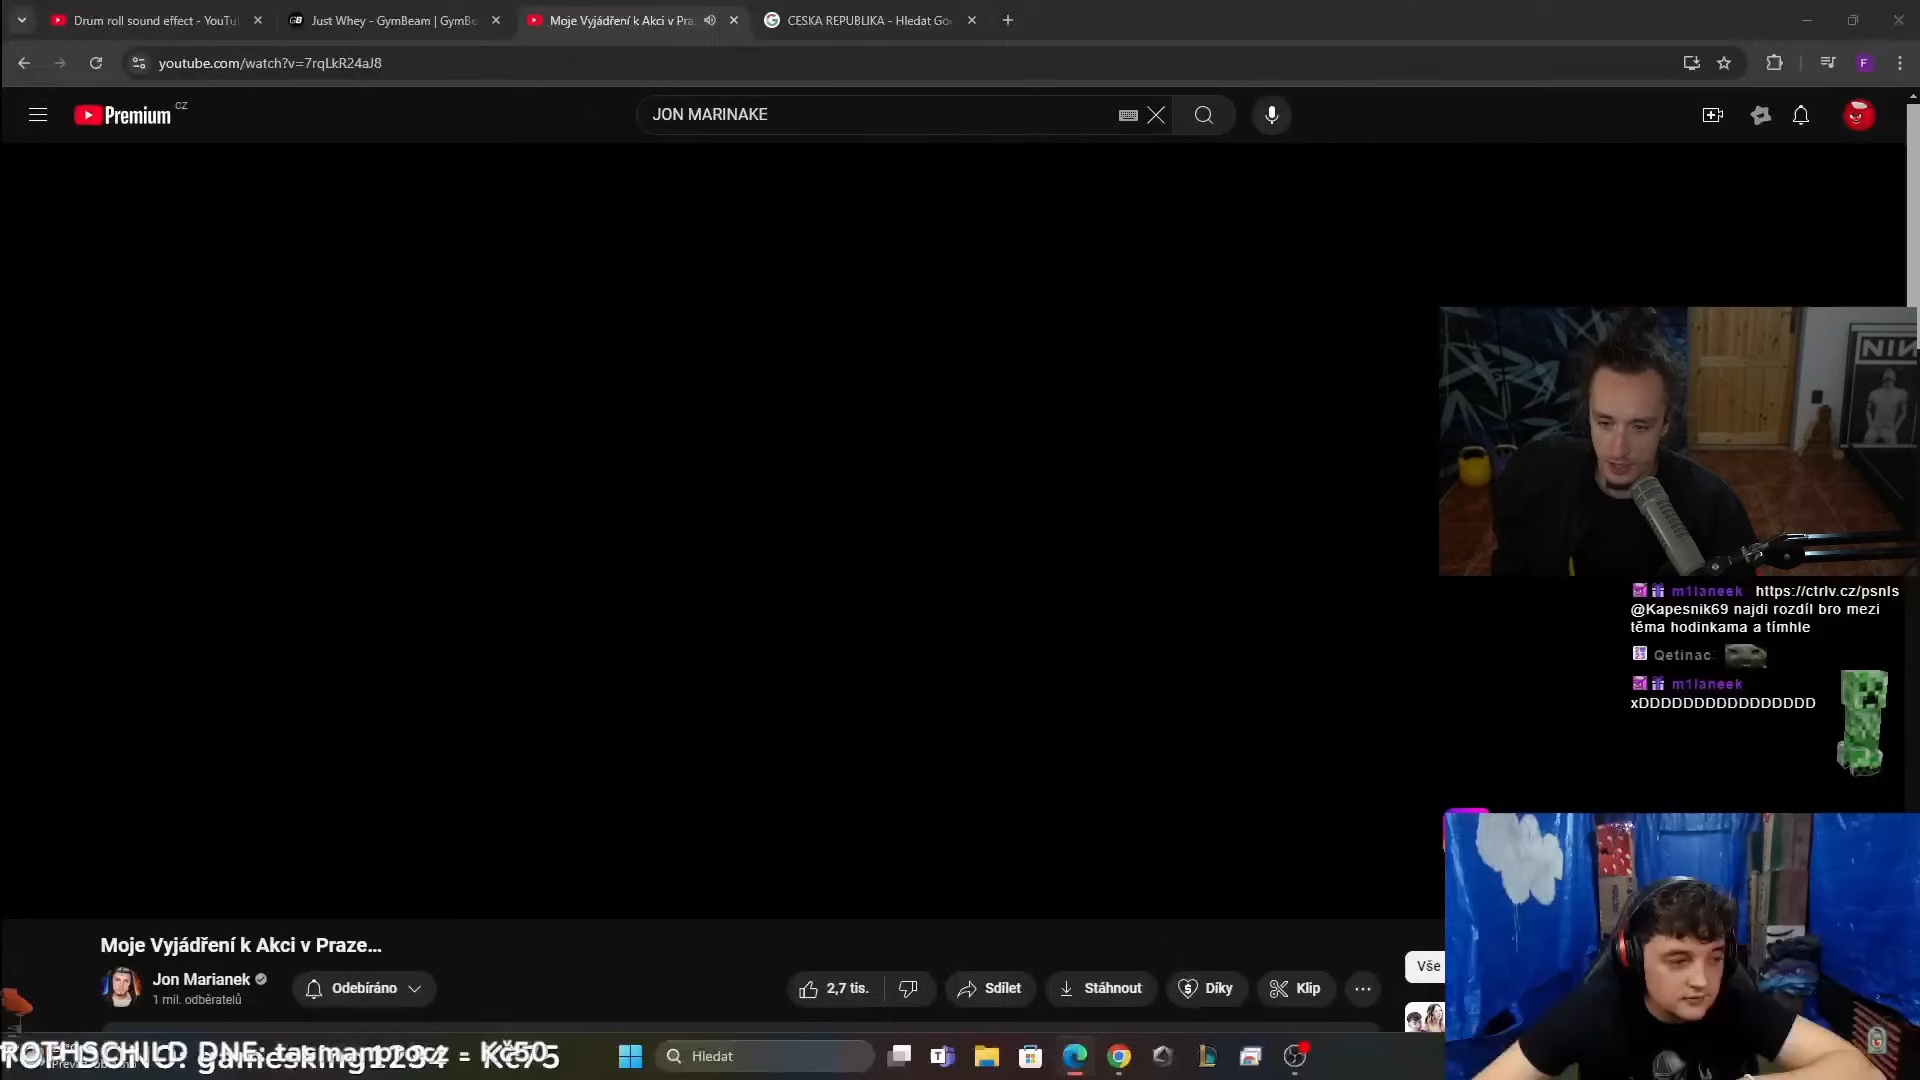 Drum roll sound effect - YouTu
Just Whey - GymBeam | GymBe
Moje Vyjádření k Akci v Pra
CESKA REPUBLIKA - Hledat Go
youtube.com/watch?v=7rqLkR24aJ8
F
Premium
CZ
JON MARINAKE
NIN
m1laneek https://ctrlv.cz/psnIs
@Kapesnik69 najdi rozdíl bro mezi
těma hodinkama a tímhle
Qetinac:
m1laneek
xDDDDDDDDDDDDDDDD
Moje Vyjádření k Akci v Praze...
Jon Marianek
1 mil. odběratelů
Odebíráno
2,7 tis.
Sdílet
Stáhnout
Díky
Klip
Vše
ROTHSCHILD DNE:
Hledat